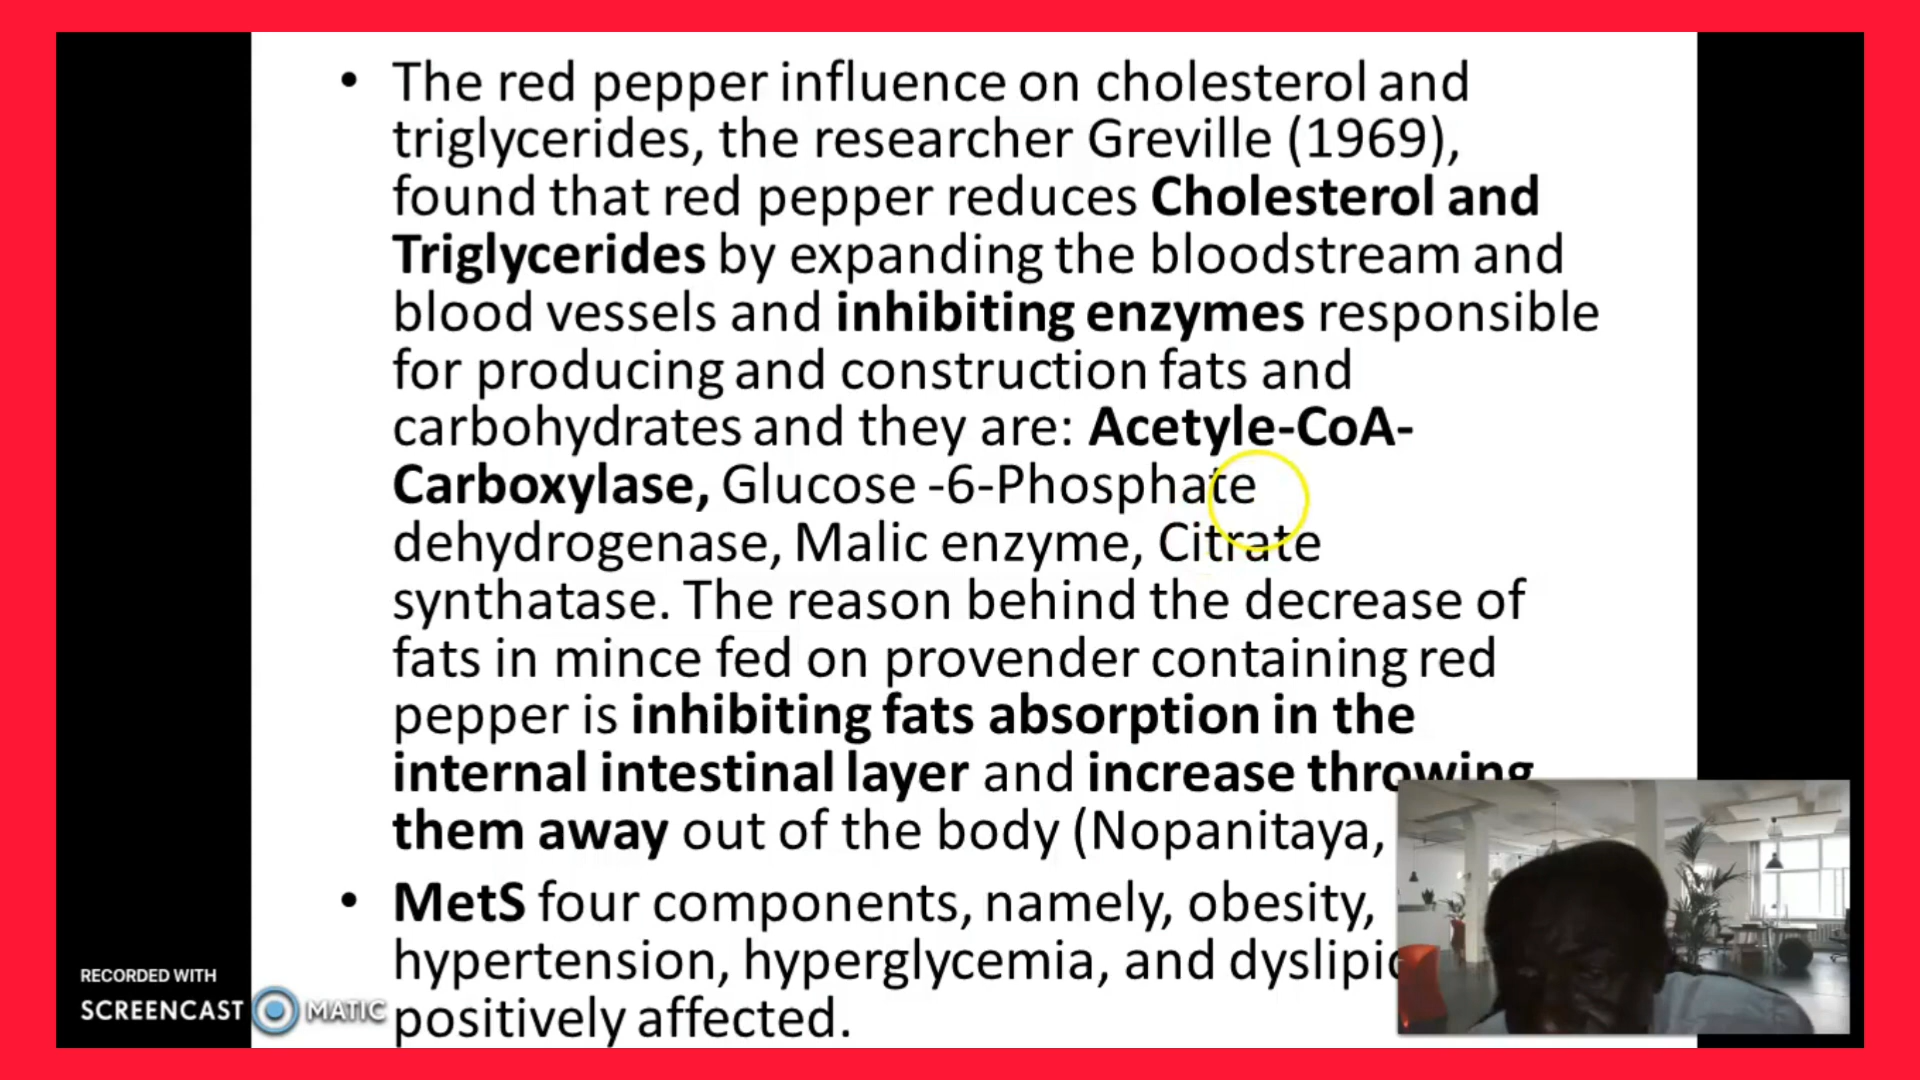 • The red pepper influence on cholesterol and
triglycerides, the researcher Greville (1969),
found that red pepper reduces Cholesterol and
Triglycerides by expanding the bloodstream and
blood vessels and inhibiting enzymes responsible
for producing and construction fats and
carbohydrates and they are: Acetyle-CoA-
Carboxylase, Glucose -6-Phosphate
dehydrogenase, Malic enzyme, Citrate
synthatase. The reason behind the decrease of
fats in mince fed on provender containing red
pepper is inhibiting fats absorption in the
internal intestinal layer and increase throwing
them away out of the body (Nopanitaya,
• MetS four components, namely, obesity,
hypertension, hyperglycemia, and
positively affected.
RECORDED WITH
SCREENCAST MATIC